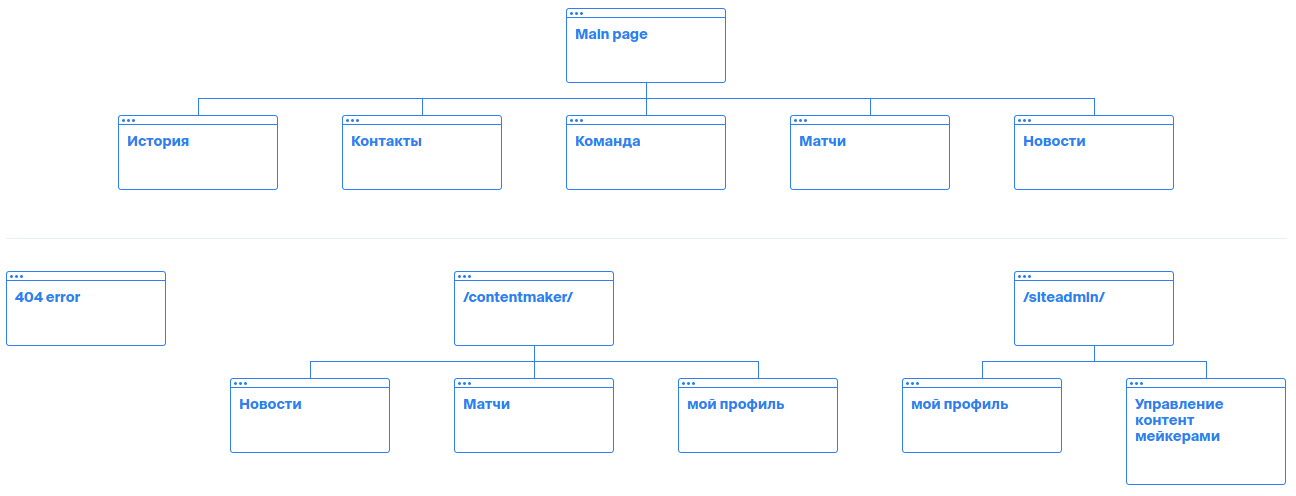 Main page
История
Контакты
Команда
Матчи
Новости
404 error
/contentmaker/
/siteadmin/
Новости
Матчи
мой профиль
мой профиль
Управление
контент
мейкерами